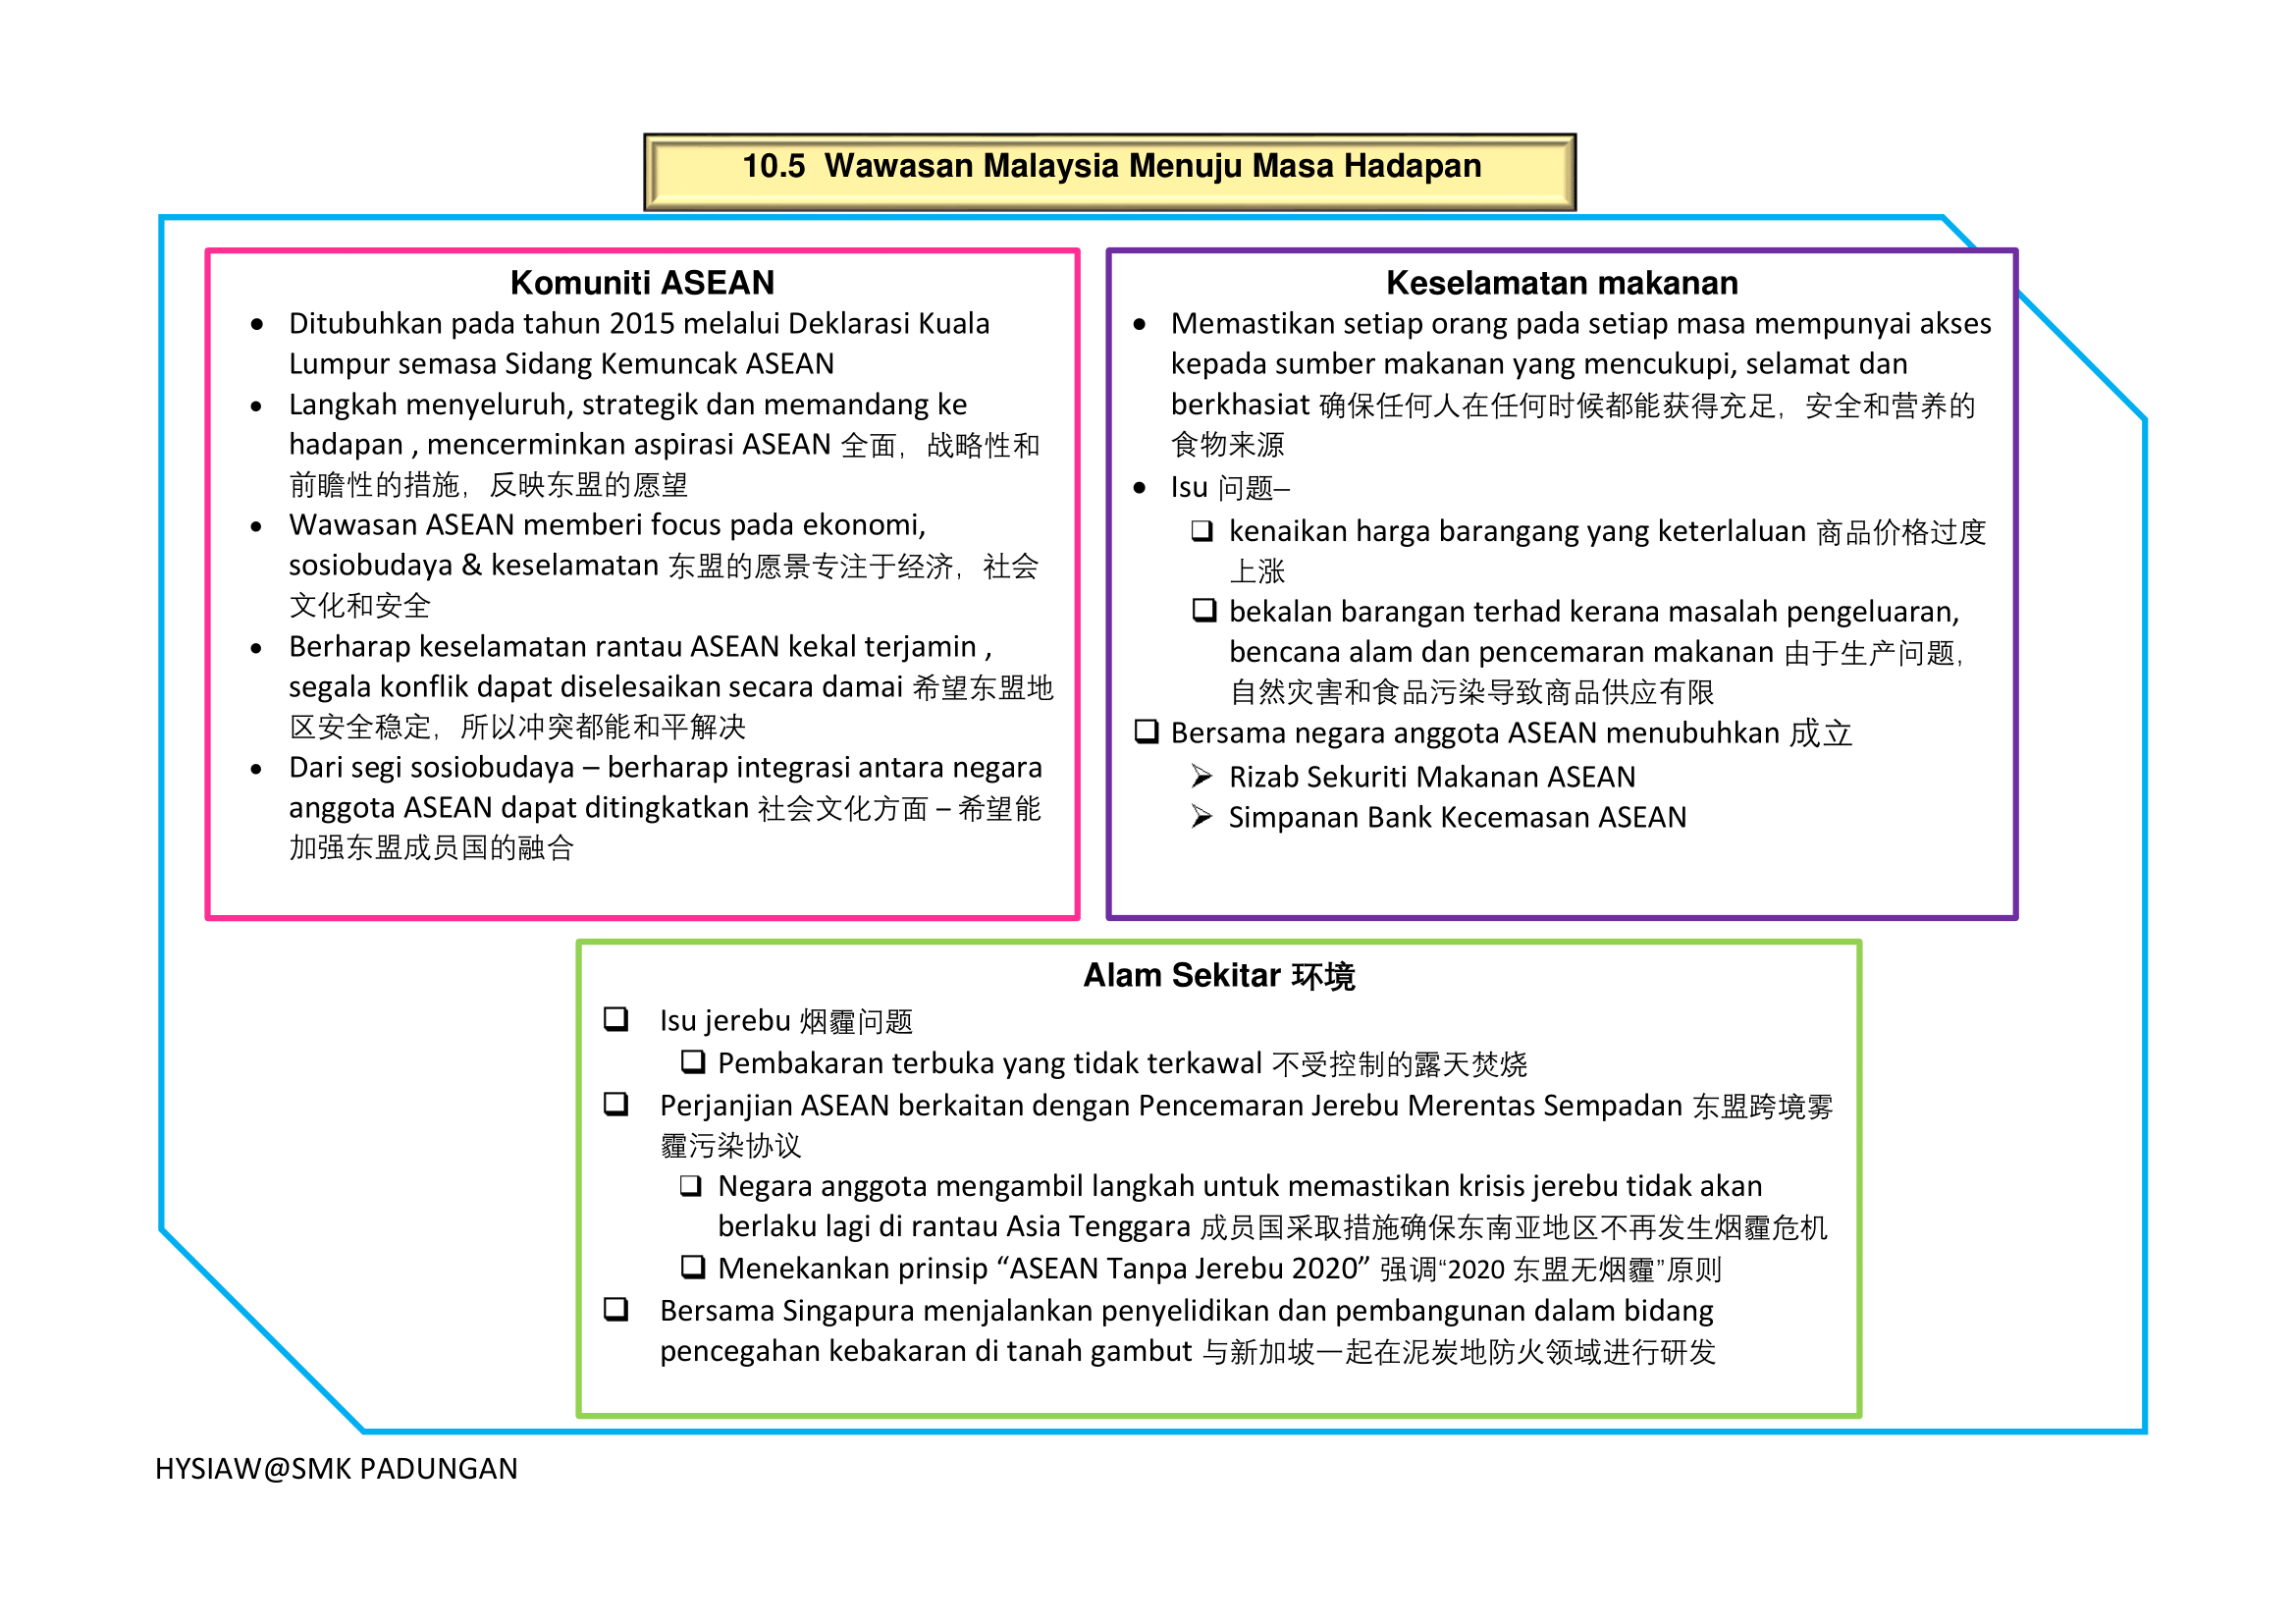 10.5 Wawasan Malaysia Menuju Masa Hadapan
Komuniti ASEAN
• Ditubuhkan pada tahun 2015 melalui Deklarasi Kuala
Lumpur semasa Sidang Kemuncak ASEAN
• Langkah menyeluruh, strategik dan memandang ke
hadapan , mencerminkan aspirasi ASEAN 全面，战略性和
前瞻性的措施，反映东盟的愿望
• Wawasan ASEAN memberi focus pada ekonomi,
sosiobudaya & keselamatan 东盟的愿景专注于经济，社会
文化和安全
• Berharap keselamatan rantau ASEAN kekal terjamin ,
segala konflik dapat diselesaikan secara damai 希望东盟地
区安全稳定，所以冲突都能和平解决
• Dari segi sosiobudaya – berharap integrasi antara negara
anggota ASEAN dapat ditingkatkan 社会文化方面 – 希望能
加强东盟成员国的融合
Keselamatan makanan
• Memastikan setiap orang pada setiap masa mempunyai akses
kepada sumber makanan yang mencukupi, selamat dan
berkhasiat 确保任何人在任何时候都能获得充足，安全和营养的
食物来源
• Isu 问题–
❑ kenaikan harga barangang yang keterlaluan 商品价格过度
上涨
❑ bekalan barangan terhad kerana masalah pengeluaran,
bencana alam dan pencemaran makanan 由于生产问题，
自然灾害和食品污染导致商品供应有限
❑ Bersama negara anggota ASEAN menubuhkan 成立
➢ Rizab Sekuriti Makanan ASEAN
➢ Simpanan Bank Kecemasan ASEAN
Alam Sekitar 环境
❑ Isu jerebu 烟霾问题
❑ Pembakaran terbuka yang tidak terkawal 不受控制的露天焚烧
❑ Perjanjian ASEAN berkaitan dengan Pencemaran Jerebu Merentas Sempadan 东盟跨境雾
霾污染协议
❑ Negara anggota mengambil langkah untuk memastikan krisis jerebu tidak akan
berlaku lagi di rantau Asia Tenggara 成员国采取措施确保东南亚地区不再发生烟霾危机
❑ Menekankan prinsip “ASEAN Tanpa Jerebu 2020” 强调“2020 东盟无烟霾”原则
❑ Bersama Singapura menjalankan penyelidikan dan pembangunan dalam bidang
pencegahan kebakaran di tanah gambut 与新加坡一起在泥炭地防火领域进行研发
HYSIAW@SMK PADUNGAN